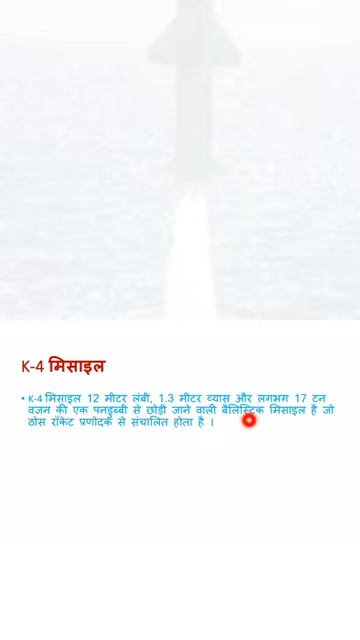 K-4 मिसाइल
• K-4 मिसाइल 12 मीटर लंबी, 1.3 मीटर व्यास और लगभग 17 टन
वजन की एक पनडुब्बी से छोड़ी जाने वाली बैलिस्टिक मिसाइल है जो
ठोस रॉकेट प्रणोदक से संचालित होता है ।